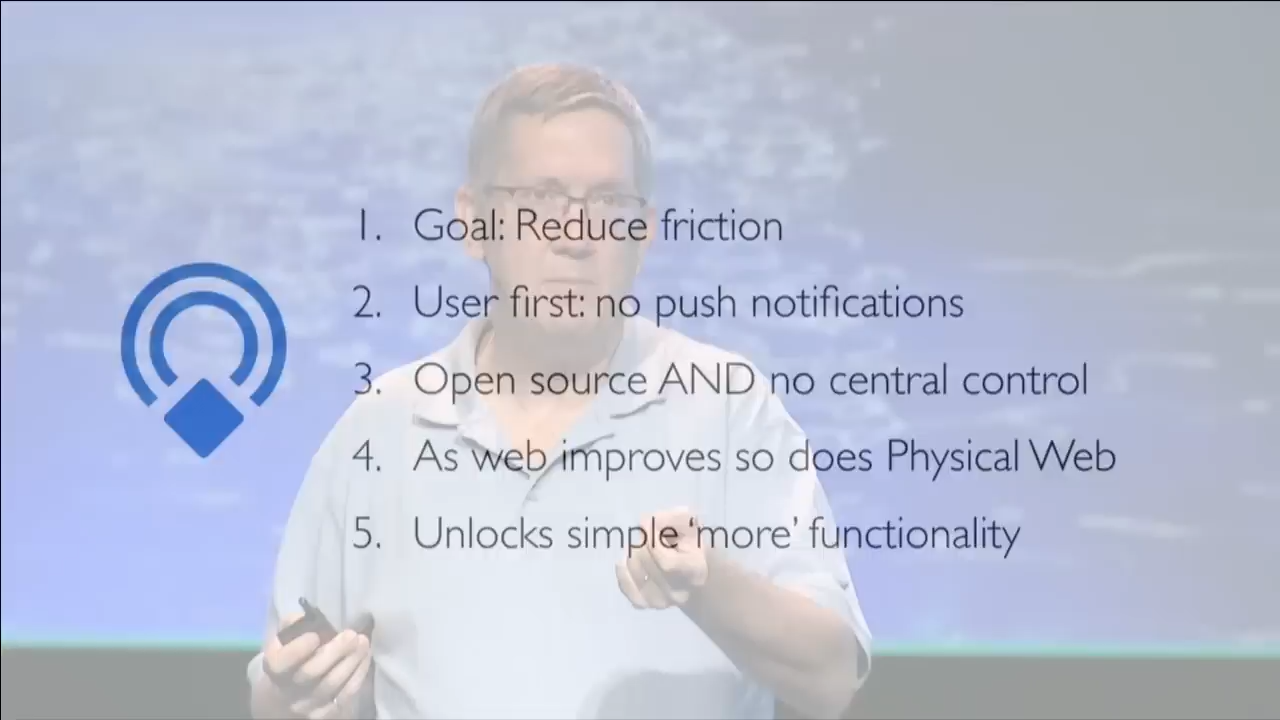 1. Goal: Reduce friction
2. User first: no push notifications
3. Open source AND no central control
4. As web improves so does Physical Web
5. Unlocks simple ‘more’ functionality